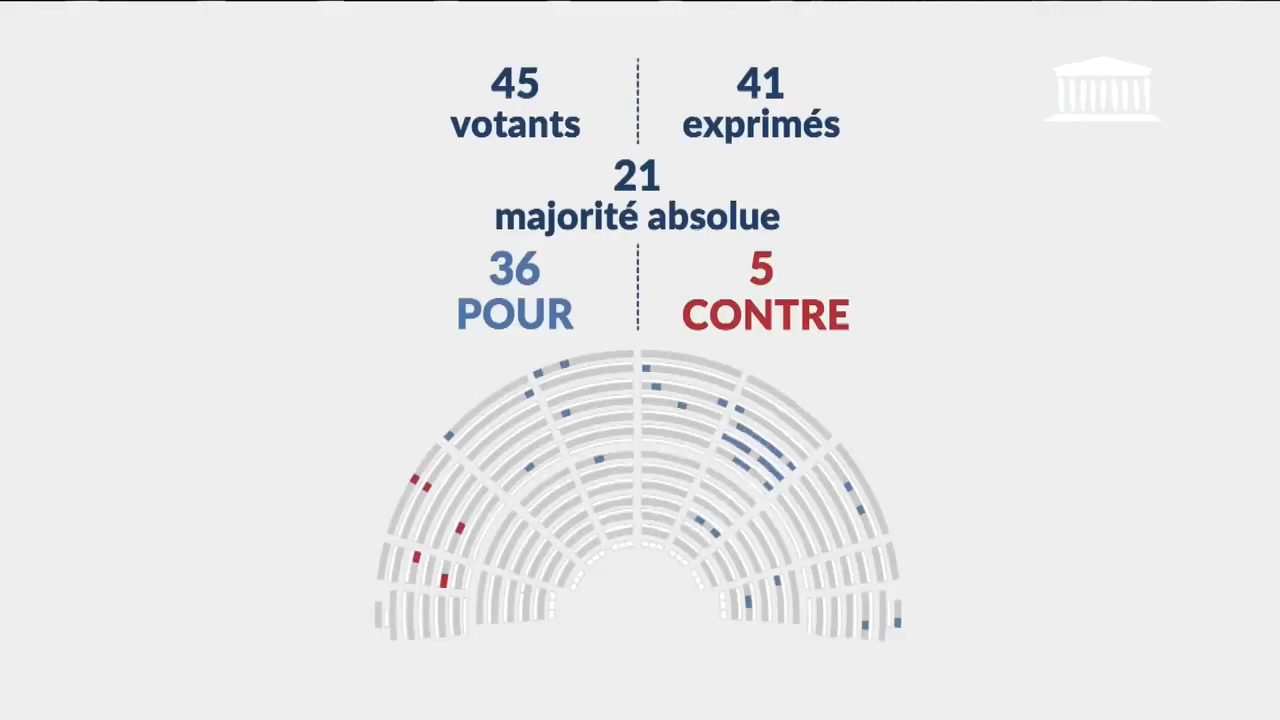 45
votants
41
exprimés
21
majorité absolue
36
POUR
5
CONTRE